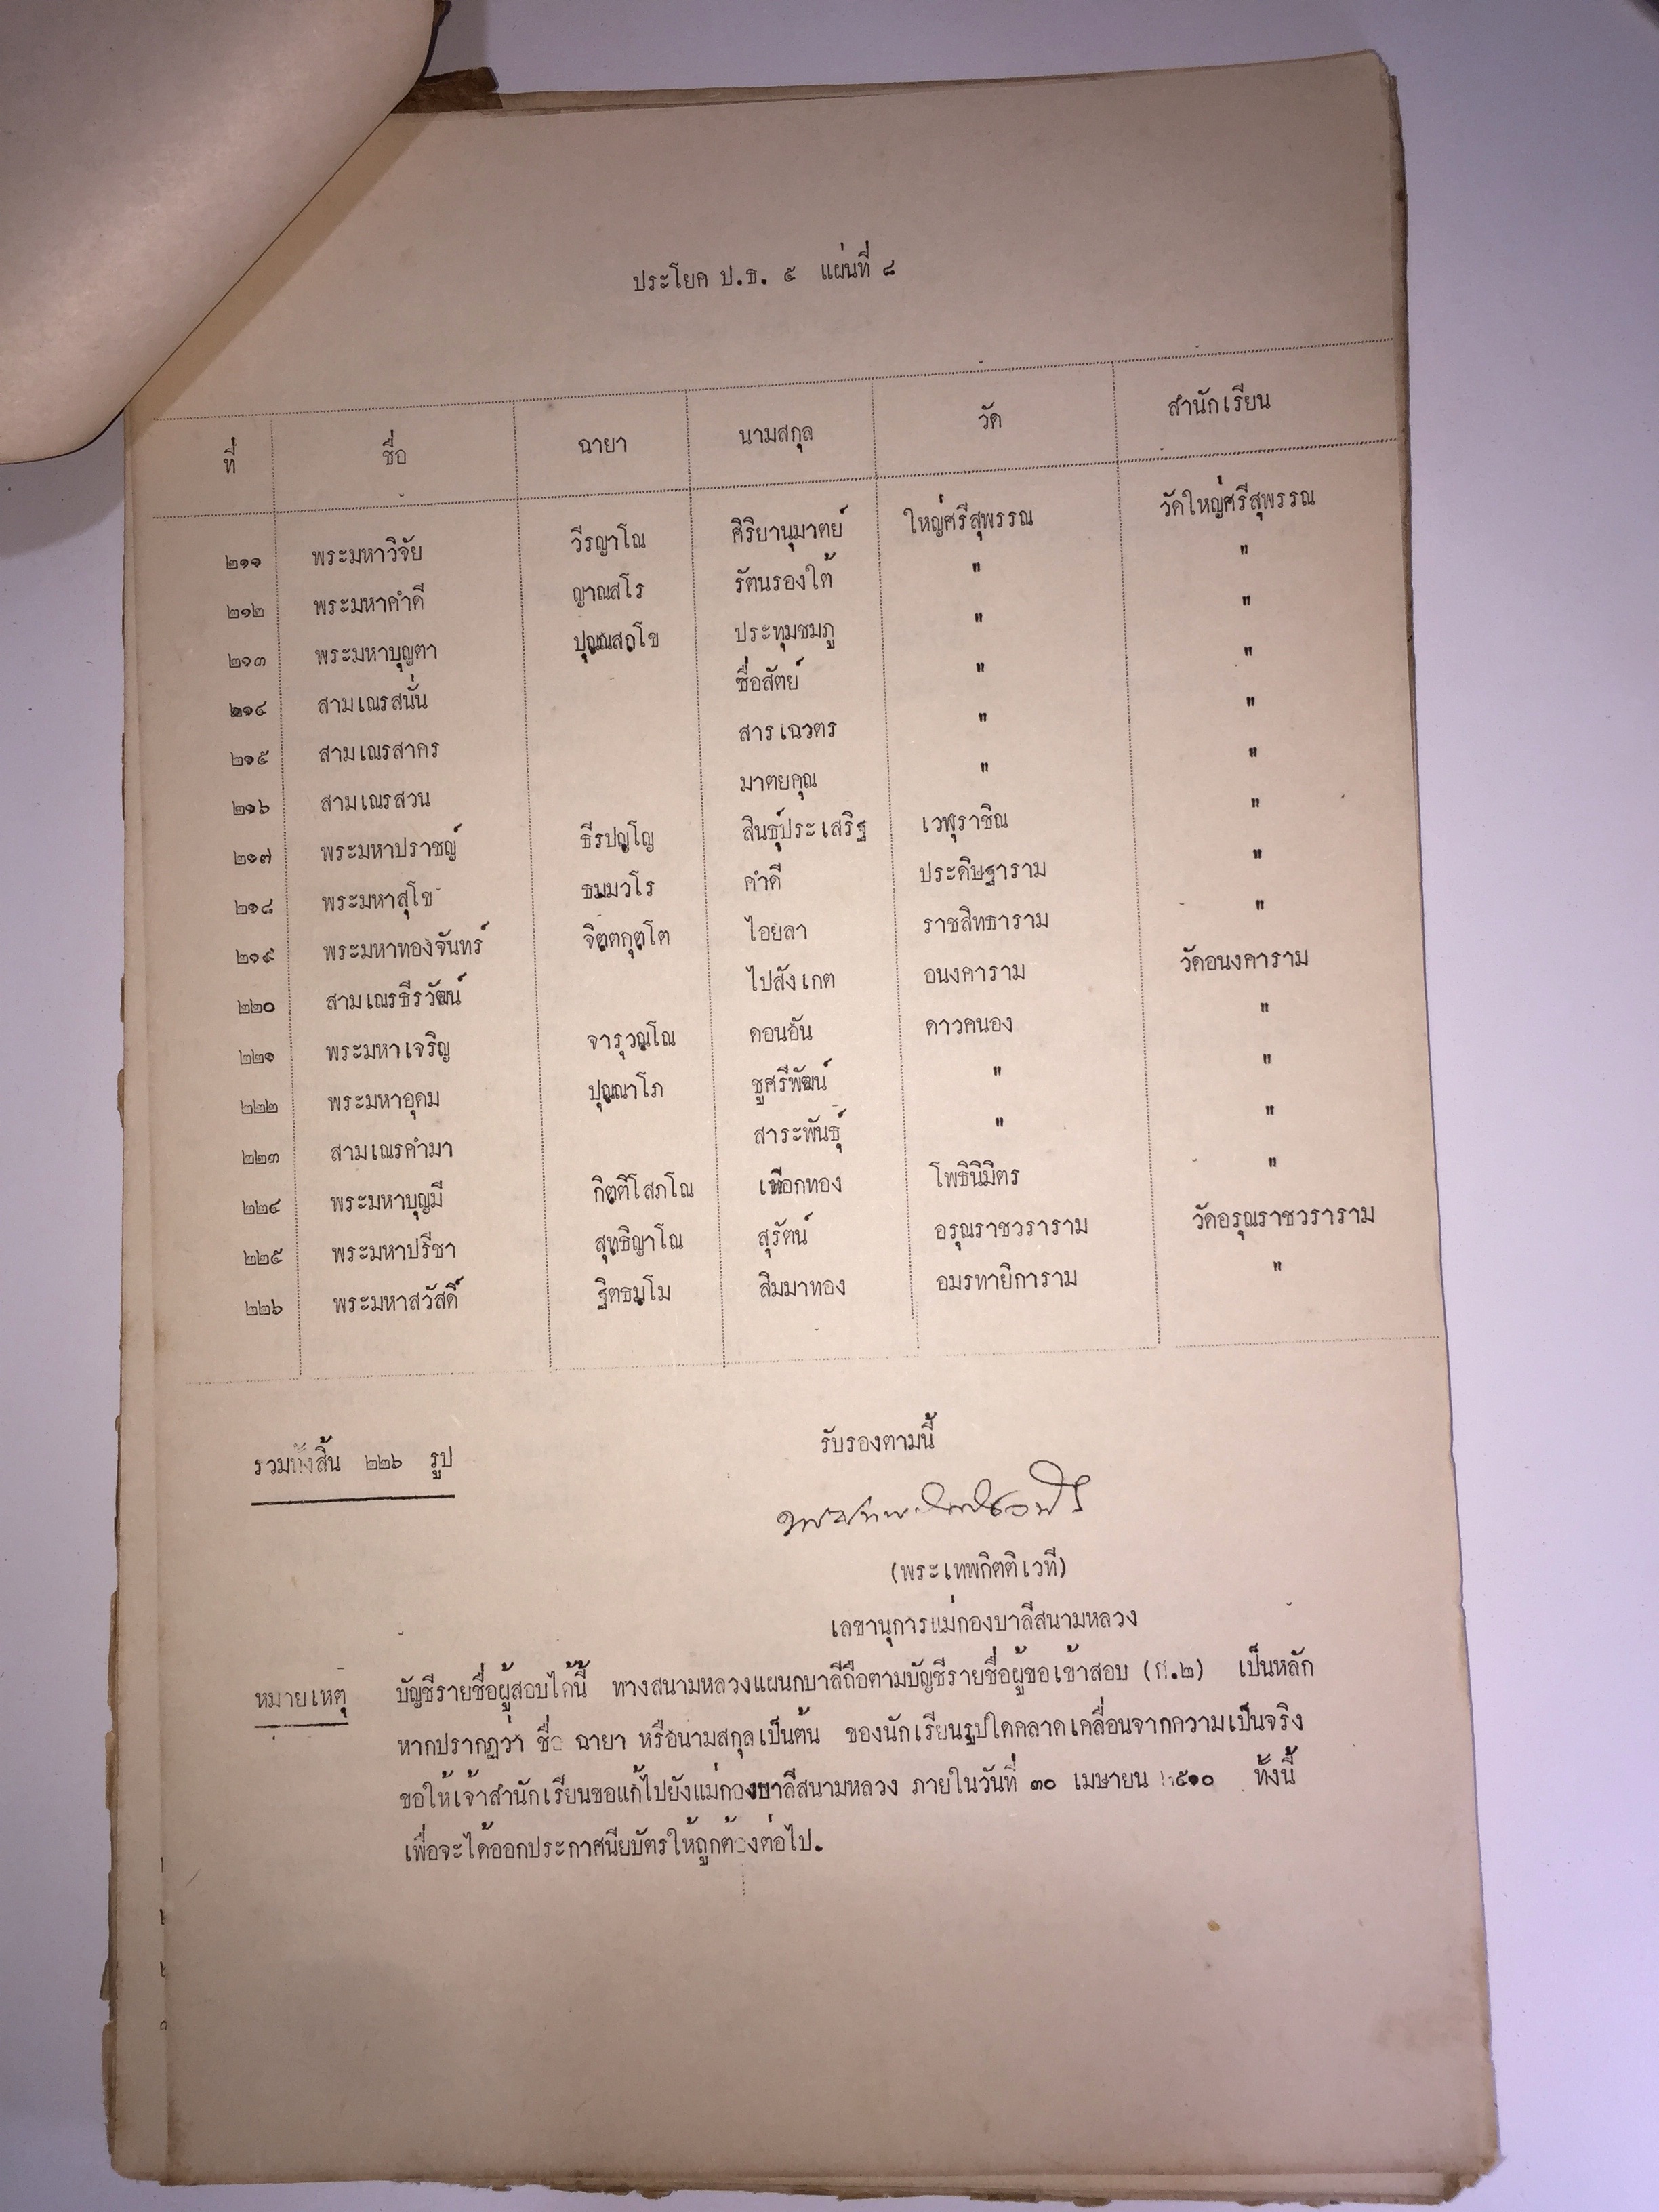 ประโยค ป.ธ. ๕ แผ่นที่ ๘
ที่ ชื่อ ฉายา นามสกุล วัด สำนักเรียน
๒๑๑ พระมหาวิจัย วีรญาโณ ศิริยานุมาตย์ ใหญ่ศรีสุพรรณ วัดใหญ่ศรีสุพรรณ
๒๑๒ พระมหาคำดี ญาณสโร รัตนรองใต้ " "
๒๑๓ พระมหาบุญตา ปุณฺณสุโข ประทุมชมภู " "
๒๑๔ สามเณรสนั่น ซื่อสัตย์ " "
๒๑๕ สามเณรสาคร สารเฉวตร " "
๒๑๖ สามเณรสวน มาตยคุณ " "
๒๑๗ พระมหาปราชญ์ ธีรปญฺโญ สินธุ์ประเสริฐ เวฬุราชิณ "
๒๑๘ พระมหาสุโข ธมฺมวโร คำดี ประดิษฐาราม "
๒๑๙ พระมหาทองจันทร์ จิตฺตกุตฺโต ไอยลา ราชสิทธาราม "
๒๒๐ สามเณรธีรวัฒน์ ไปสังเกต อนงคาราม วัดอนงคาราม
๒๒๑ พระมหาเจริญ จารุวณฺโณ ดอนอัน ดาวคนอง "
๒๒๒ พระมหาอุดม ปุณฺณาโภ ชูศรีพัฒน์ " "
๒๒๓ สามเณรคำมา สาระพันธุ์ " "
๒๒๔ พระมหาบุญมี กิตฺติโสภโณ เหือกทอง โพธินิมิตร "
๒๒๕ พระมหาปรีชา สุทฺธิญาโณ สุรัตน์ อรุณราชวราราม วัดอรุณราชวราราม
๒๒๖ พระมหาสวัสดิ์ ฐิตธมฺโม สิมมาทอง อมรทายิการาม "
รวมทั้งสิ้น ๒๒๖ รูป
รับรองตามนี้
(พระเทพกิตติเวที)
เลขานุการแม่กองบาลีสนามหลวง
หมายเหตุ บัญชีรายชื่อผู้สอบได้นี้ ทางสนามหลวงแผนกบาลีถือตามบัญชีรายชื่อผู้ขอเข้าสอบ (ศ.๒) เป็นหลัก
หากปรากฏว่า ชื่อ ฉายา หรือนามสกุลเป็นต้น ของนักเรียนรูปใดคลาดเคลื่อนจากความเป็นจริง
ขอให้เจ้าสำนักเรียนขอแก้ไปยังแม่กองบาลีสนามหลวง ภายในวันที่ ๓๐ เมษายน ๒๕๑๐ ทั้งนี้
เพื่อจะได้ออกประกาศนียบัตรให้ถูกต้องต่อไป.